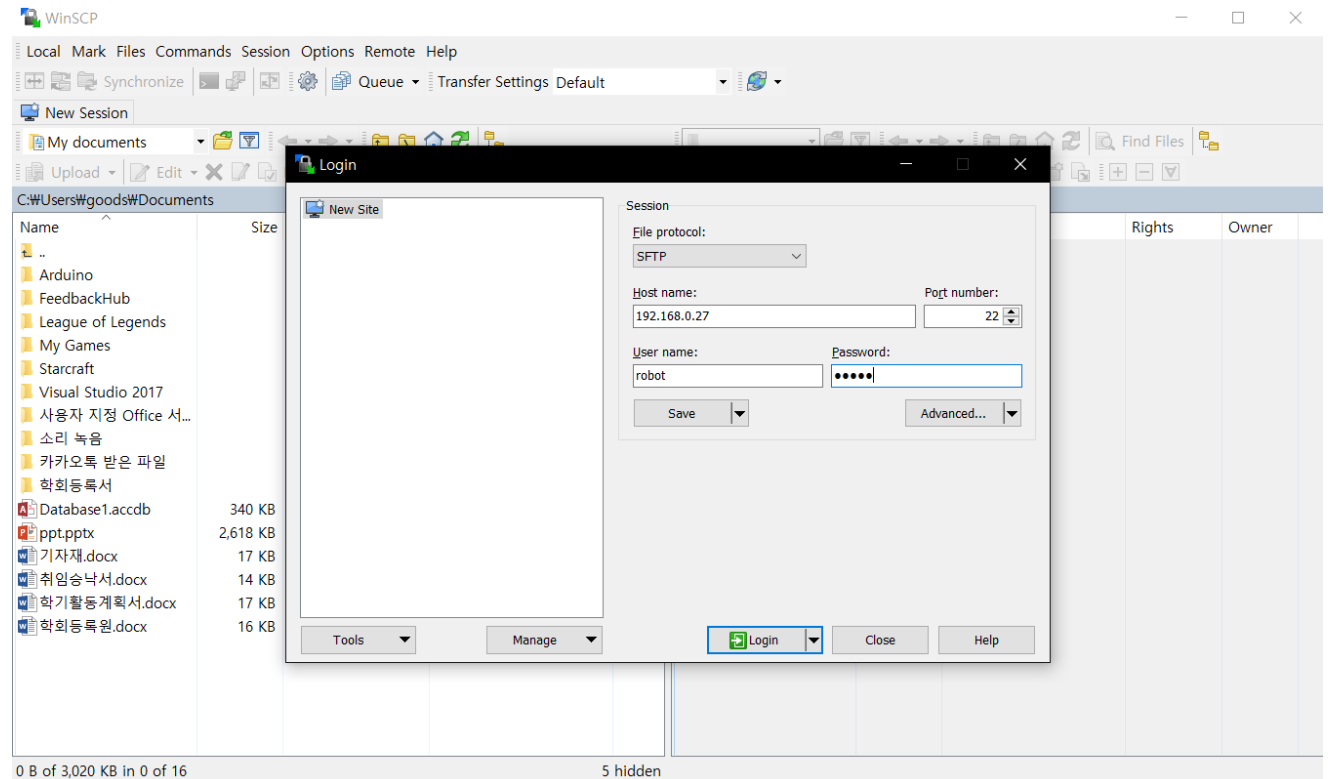 WinSCP
Local Mark Files Commands Session Options Remote Help
Synchronize Queue Transfer Settings Default
New Session
My documents Find Files
Upload Edit
C:₩Users₩goods₩Documents
Name Size Rights Owner
..
Arduino
FeedbackHub
League of Legends
My Games
Starcraft
Visual Studio 2017
사용자 지정 Office 서...
소리 녹음
카카오톡 받은 파일
학회등록서
Database1.accdb 340 KB
ppt.pptx 2,618 KB
기자재.docx 17 KB
취임승낙서.docx 14 KB
학기활동계획서.docx 17 KB
학회등록원.docx 16 KB
Login
New Site
Session
File protocol:
SFTP
Host name: Port number:
192.168.0.27 22
User name: Password:
robot •••••
Save Advanced...
Tools Manage Login Close Help
0 B of 3,020 KB in 0 of 16 5 hidden